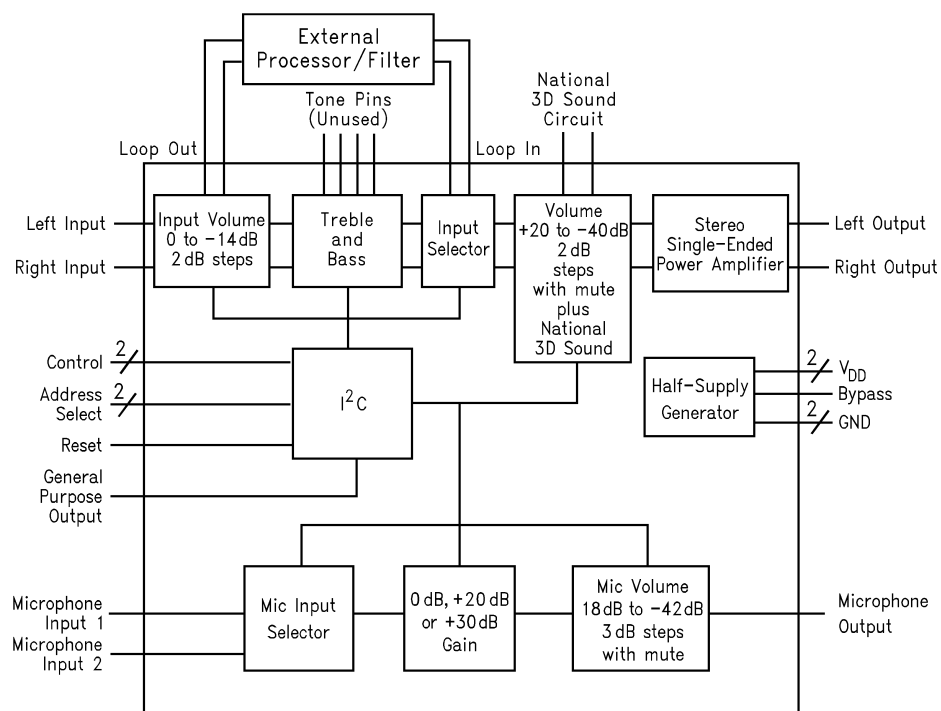 External
Processor/Filter
Tone Pins
(Unused)
National
3D Sound
Circuit
Loop Out
Loop In
Left Input
Right Input
Input Volume
0 to −14dB
2dB steps
Treble
and
Bass
Input
Selector
Volume
+20 to −40dB
2dB
steps
with mute
plus
National
3D Sound
Stereo
Single−Ended
Power Amplifier
Left Output
Right Output
Control
2
Address
Select
2
Reset
General
Purpose
Output
I²C
Half−Supply
Generator
2
V_DD
Bypass
2
GND
Microphone
Input 1
Microphone
Input 2
Mic Input
Selector
0dB, +20dB
or +30dB
Gain
Mic Volume
18dB to −42dB
3dB steps
with mute
Microphone
Output